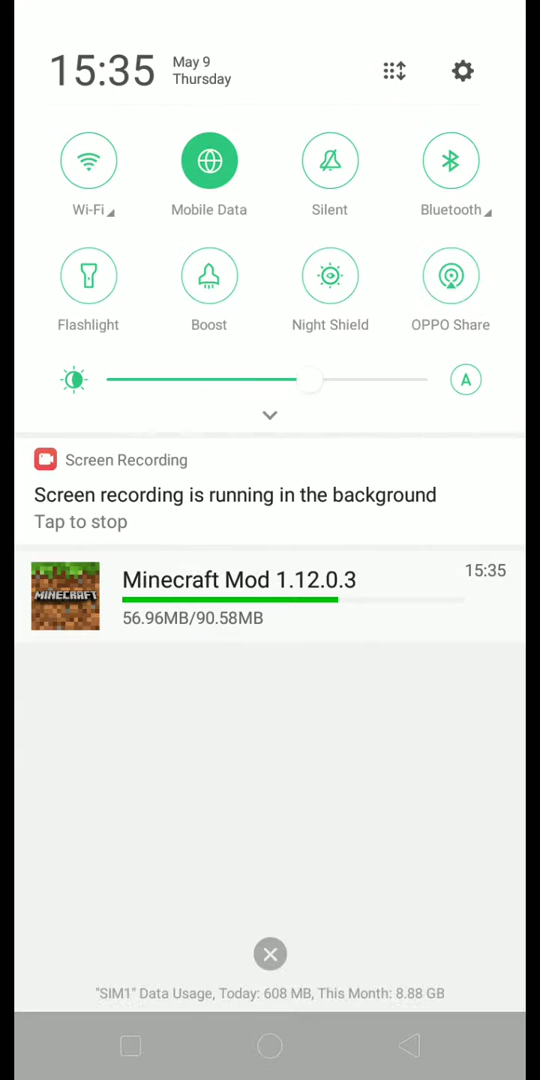 15:35
May 9
Thursday
Wi-Fi
Mobile Data
Silent
Bluetooth
Flashlight
Boost
Night Shield
OPPO Share
A
Screen Recording
Screen recording is running in the background
Tap to stop
MINECRAFT
Minecraft Mod 1.12.0.3
15:35
56.96MB/90.58MB
"SIM1" Data Usage, Today: 608 MB, This Month: 8.88 GB